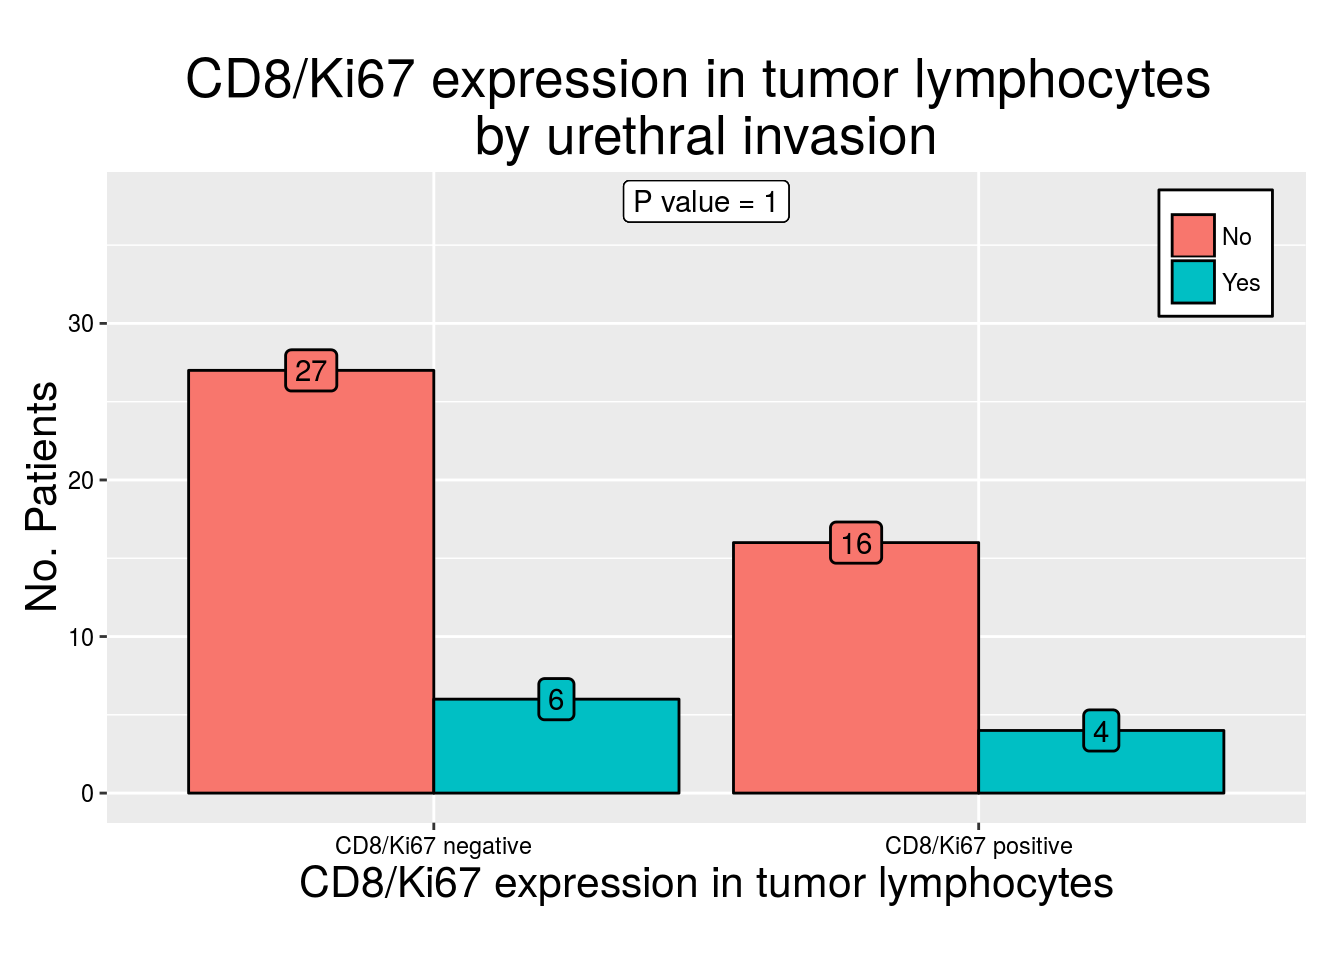 CD8/Ki67 expression in tumor lymphocytes
by urethral invasion
P value = 1
No
Yes
No. Patients
30
20
10
0
27
6
16
4
CD8/Ki67 negative
CD8/Ki67 positive
CD8/Ki67 expression in tumor lymphocytes